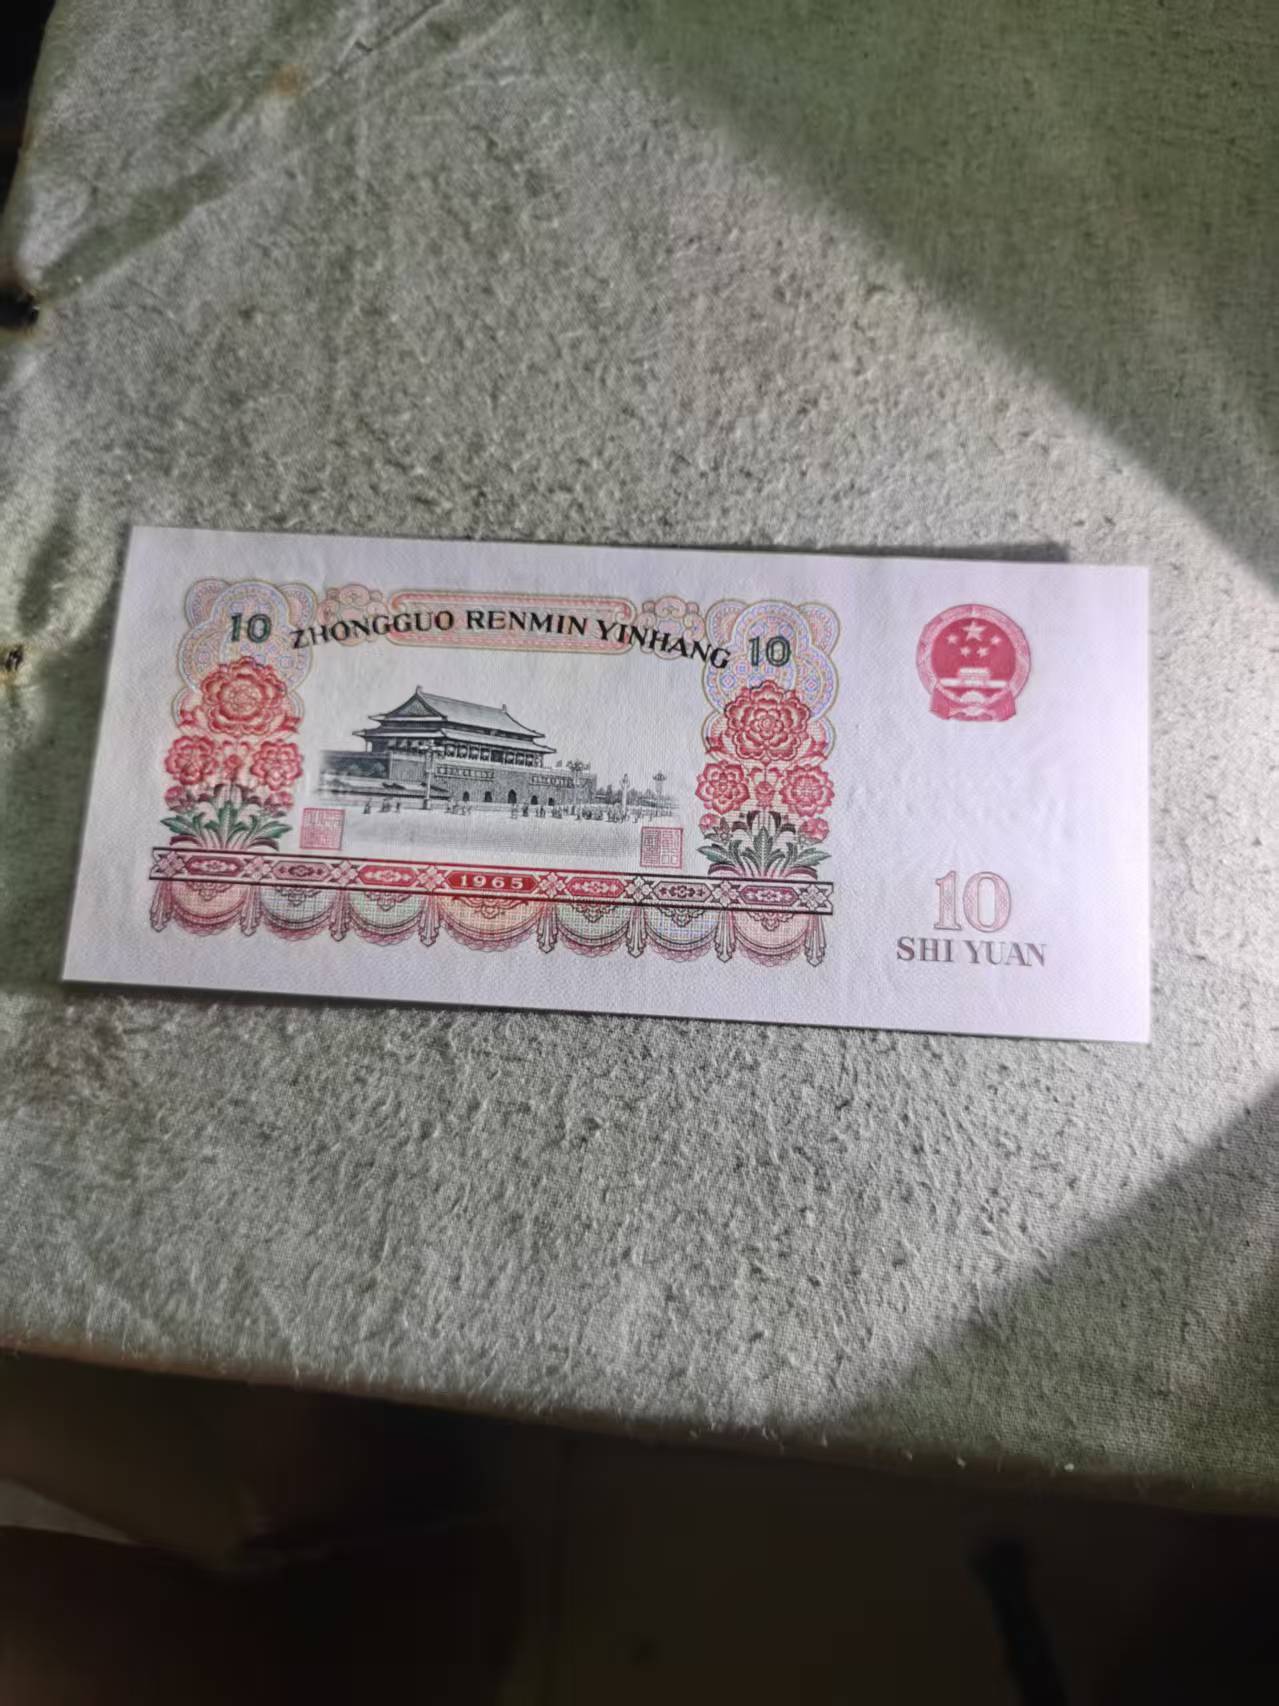 10 ZHONGGUO RENMIN YINHANG 10
1965
10
SHI YUAN